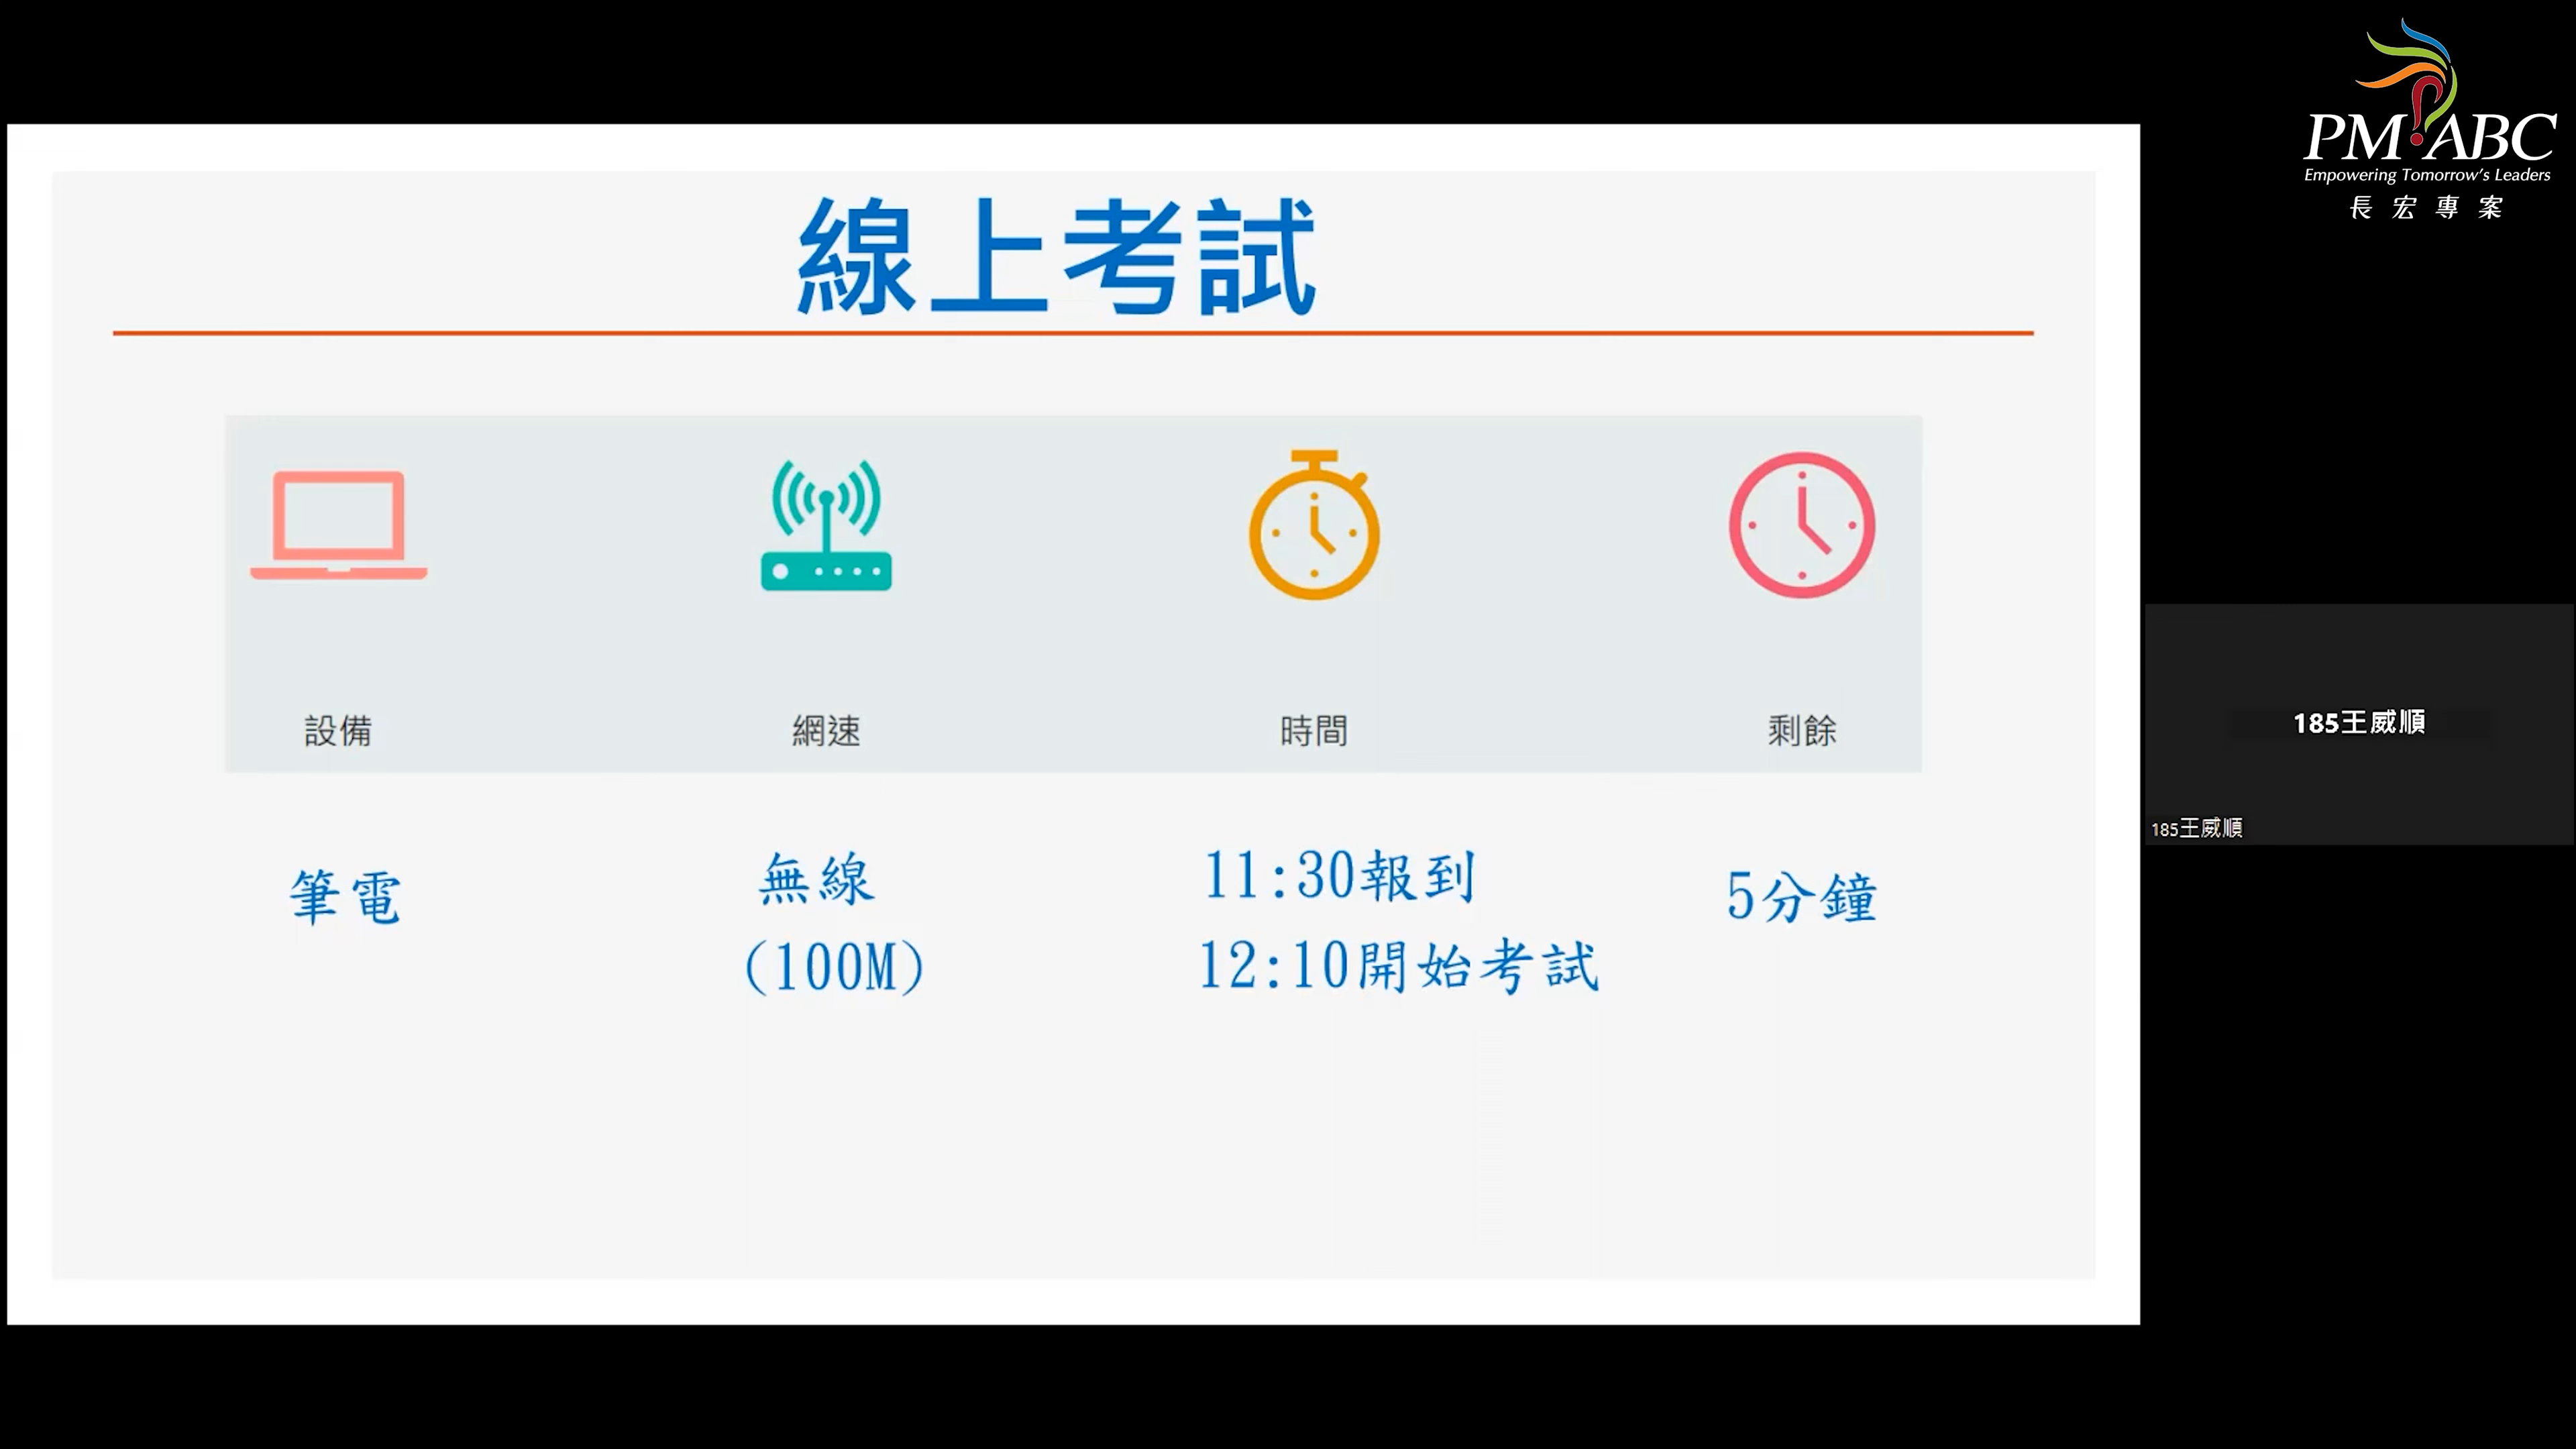 PM ABC
Empowering Tomorrow's Leaders
長宏專案
線上考試
設備
網速
時間
剩餘
筆電
無線
(100M)
11:30報到
12:10開始考試
5分鐘
185王威順
185王威順